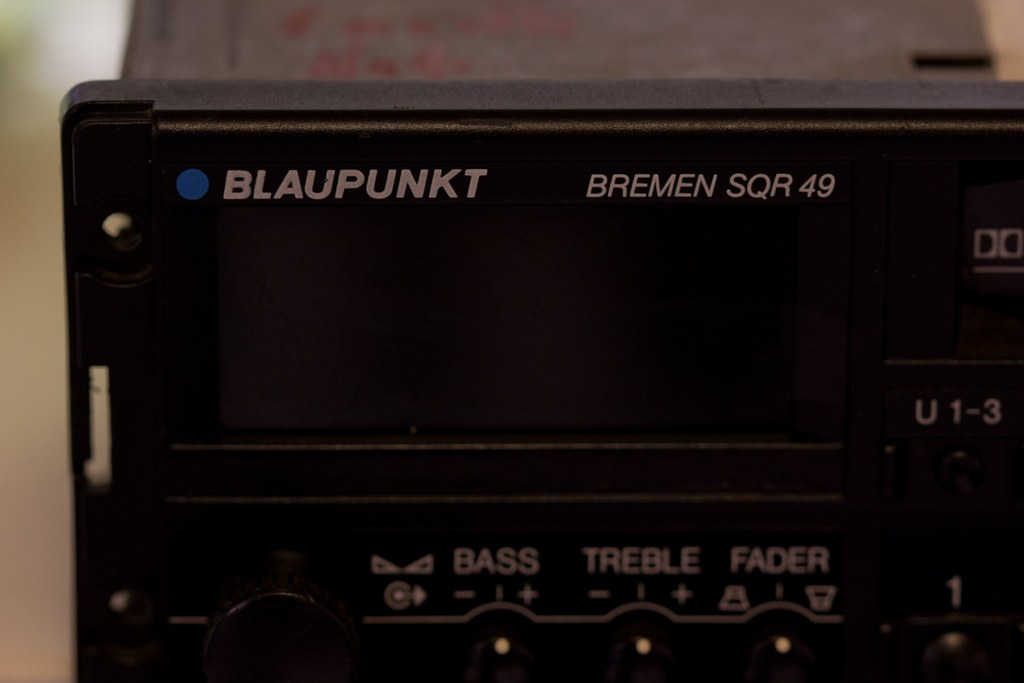 BLAUPUNKT BREMEN SQR 49
U 1-3
BASS TREBLE FADER
- + - +
1